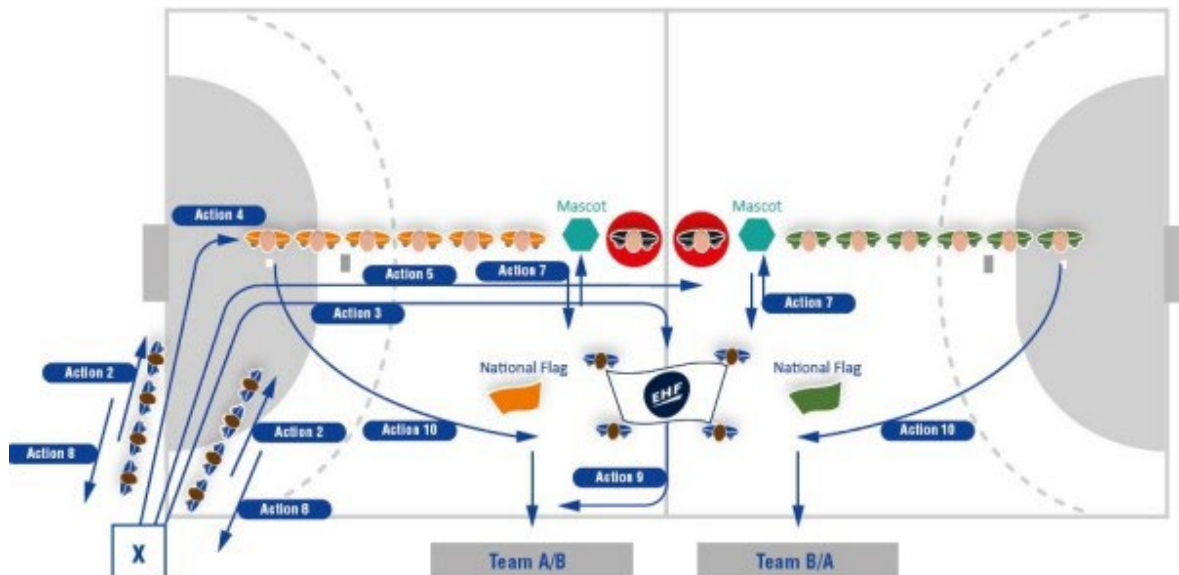 Mascot
Mascot
Action 4
Action 5
Action 7
Action 3
Action 7
Action 2
National Flag
National Flag
EHF
Action 2
Action 10
Action 10
Action 8
Action 9
Action 8
X
Team A/B
Team B/A